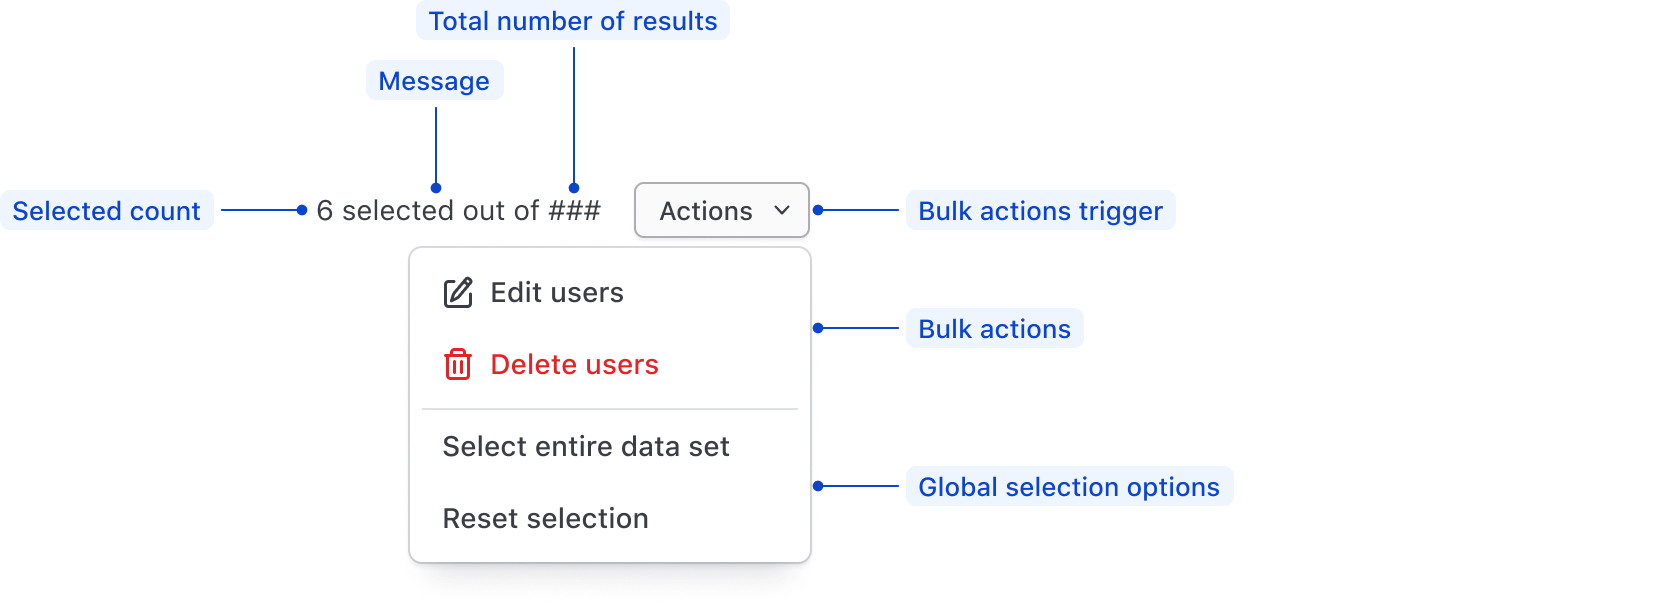 Total number of results
Message
Selected count
6 selected out of ###
Actions
Bulk actions trigger
Edit users
Bulk actions
Delete users
Select entire data set
Global selection options
Reset selection